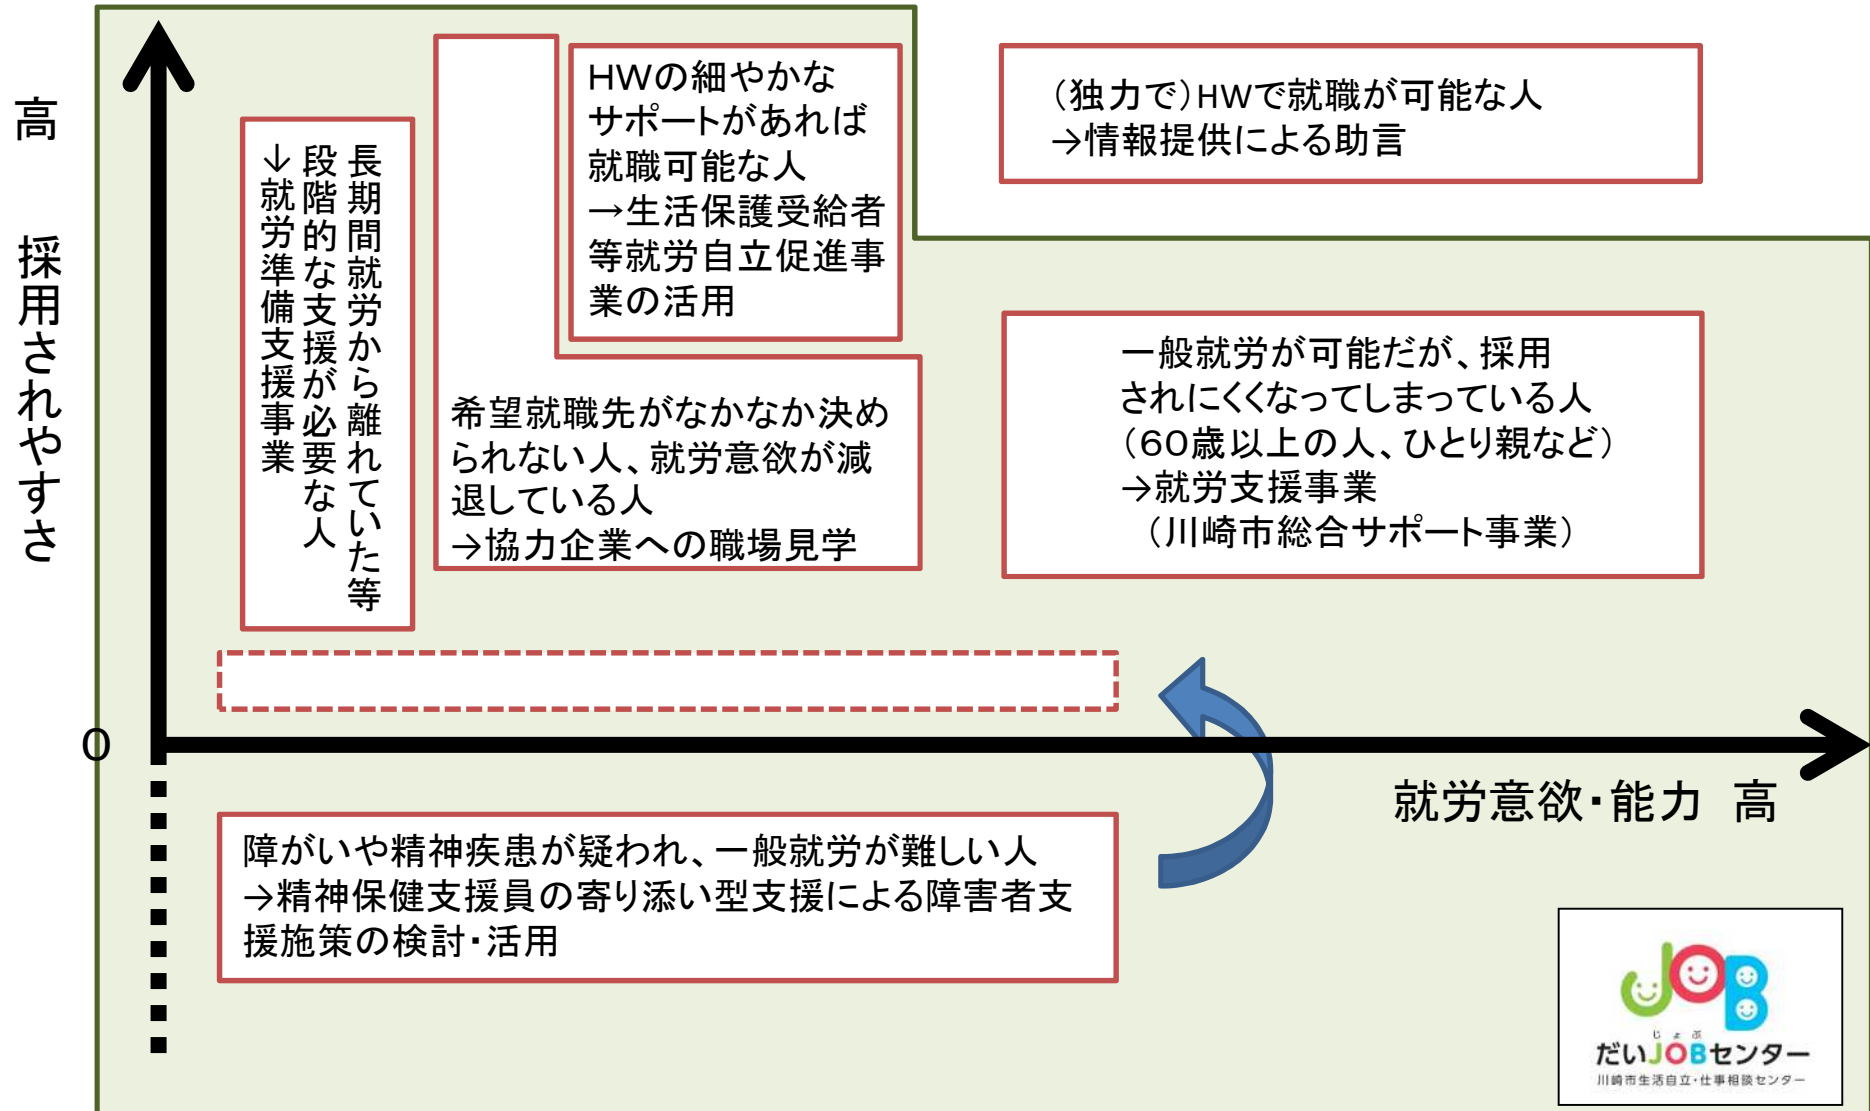 高　採用されやすさ
長期間就労から離れていた等
段階的な支援が必要な人
→就労準備支援事業
HWの細やかな
サポートがあれば
就職可能な人
→生活保護受給者
等就労自立促進事
業の活用
（独力で）HWで就職が可能な人
→情報提供による助言
希望就職先がなかなか決め
られない人、就労意欲が減
退している人
→協力企業への職場見学
一般就労が可能だが、採用
されにくくなってしまっている人
（60歳以上の人、ひとり親など）
→就労支援事業
（川崎市総合サポート事業）
0
就労意欲・能力　高
障がいや精神疾患が疑われ、一般就労が難しい人
→精神保健支援員の寄り添い型支援による障害者支
援施策の検討・活用
JOB
じょぶ
だいJOBセンター
川崎市生活自立・仕事相談センター